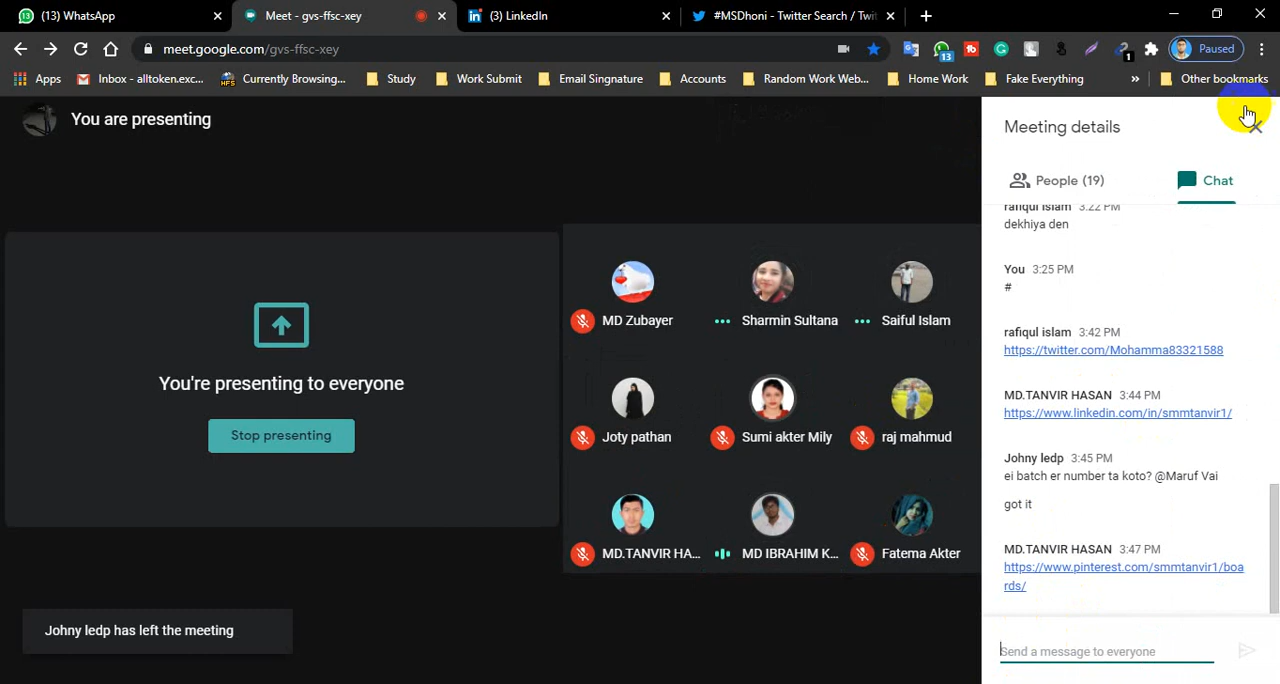 (13) WhatsApp
Meet - gvs-ffsc-xey
(3) LinkedIn
#MSDhoni - Twitter Search / Twit
meet.google.com/gvs-ffsc-xey
13
1
Paused
Apps
Inbox - alltoken.exc...
Currently Browsing...
Study
Work Submit
Email Singnature
Accounts
Random Work Web...
Home Work
Fake Everything
»
Other bookmarks
You are presenting
You're presenting to everyone
Stop presenting
MD Zubayer
Sharmin Sultana
Saiful Islam
Joty pathan
Sumi akter Mily
raj mahmud
MD.TANVIR HA...
MD IBRAHIM K...
Fatema Akter
Johny ledp has left the meeting
Meeting details
People (19)
Chat
rafiqul islam 3:22 PM
dekhiya den
You 3:25 PM
#
rafiqul islam 3:42 PM
https://twitter.com/Mohamma83321588
MD.TANVIR HASAN 3:44 PM
https://www.linkedin.com/in/smmtanvir1/
Johny ledp 3:45 PM
ei batch er number ta koto? @Maruf Vai
got it
MD.TANVIR HASAN 3:47 PM
https://www.pinterest.com/smmtanvir1/boa
rds/
Send a message to everyone